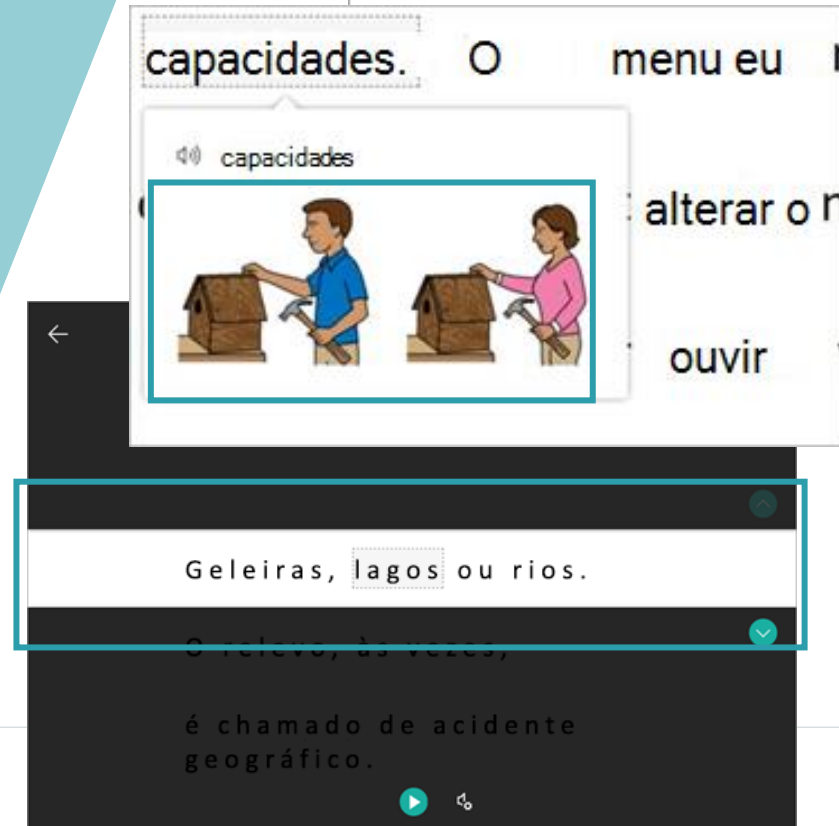 capacidades. O menu eu
capacidades
alterar o
ouvir
Geleiras, lagos ou rios.
O relevo, às vezes,
é chamado de acidente
geográfico.